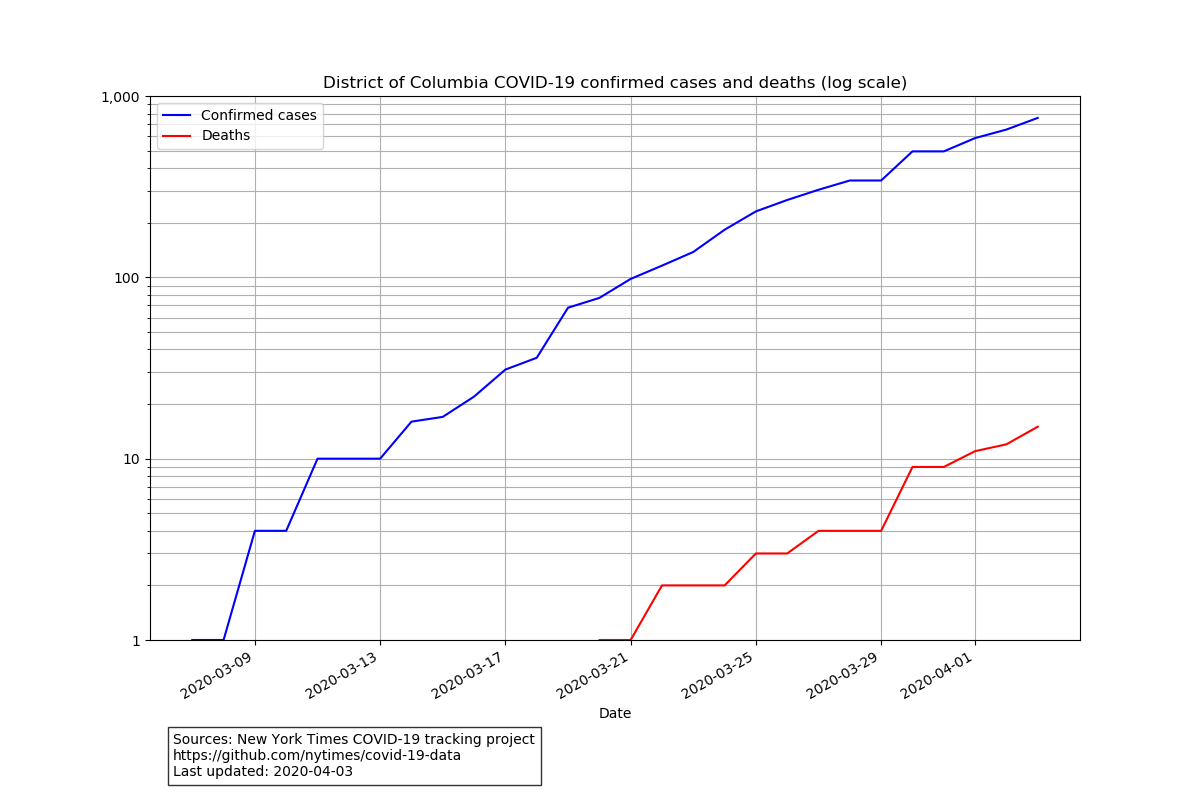 District of Columbia COVID-19 confirmed cases and deaths (log scale)
1,000
Confirmed cases
Deaths
100
10
1
2020-03-09
2020-03-13
2020-03-17
2020-03-21
2020-03-25
2020-03-29
2020-04-01
Date
Sources: New York Times COVID-19 tracking project
https://github.com/nytimes/covid-19-data
Last updated: 2020-04-03